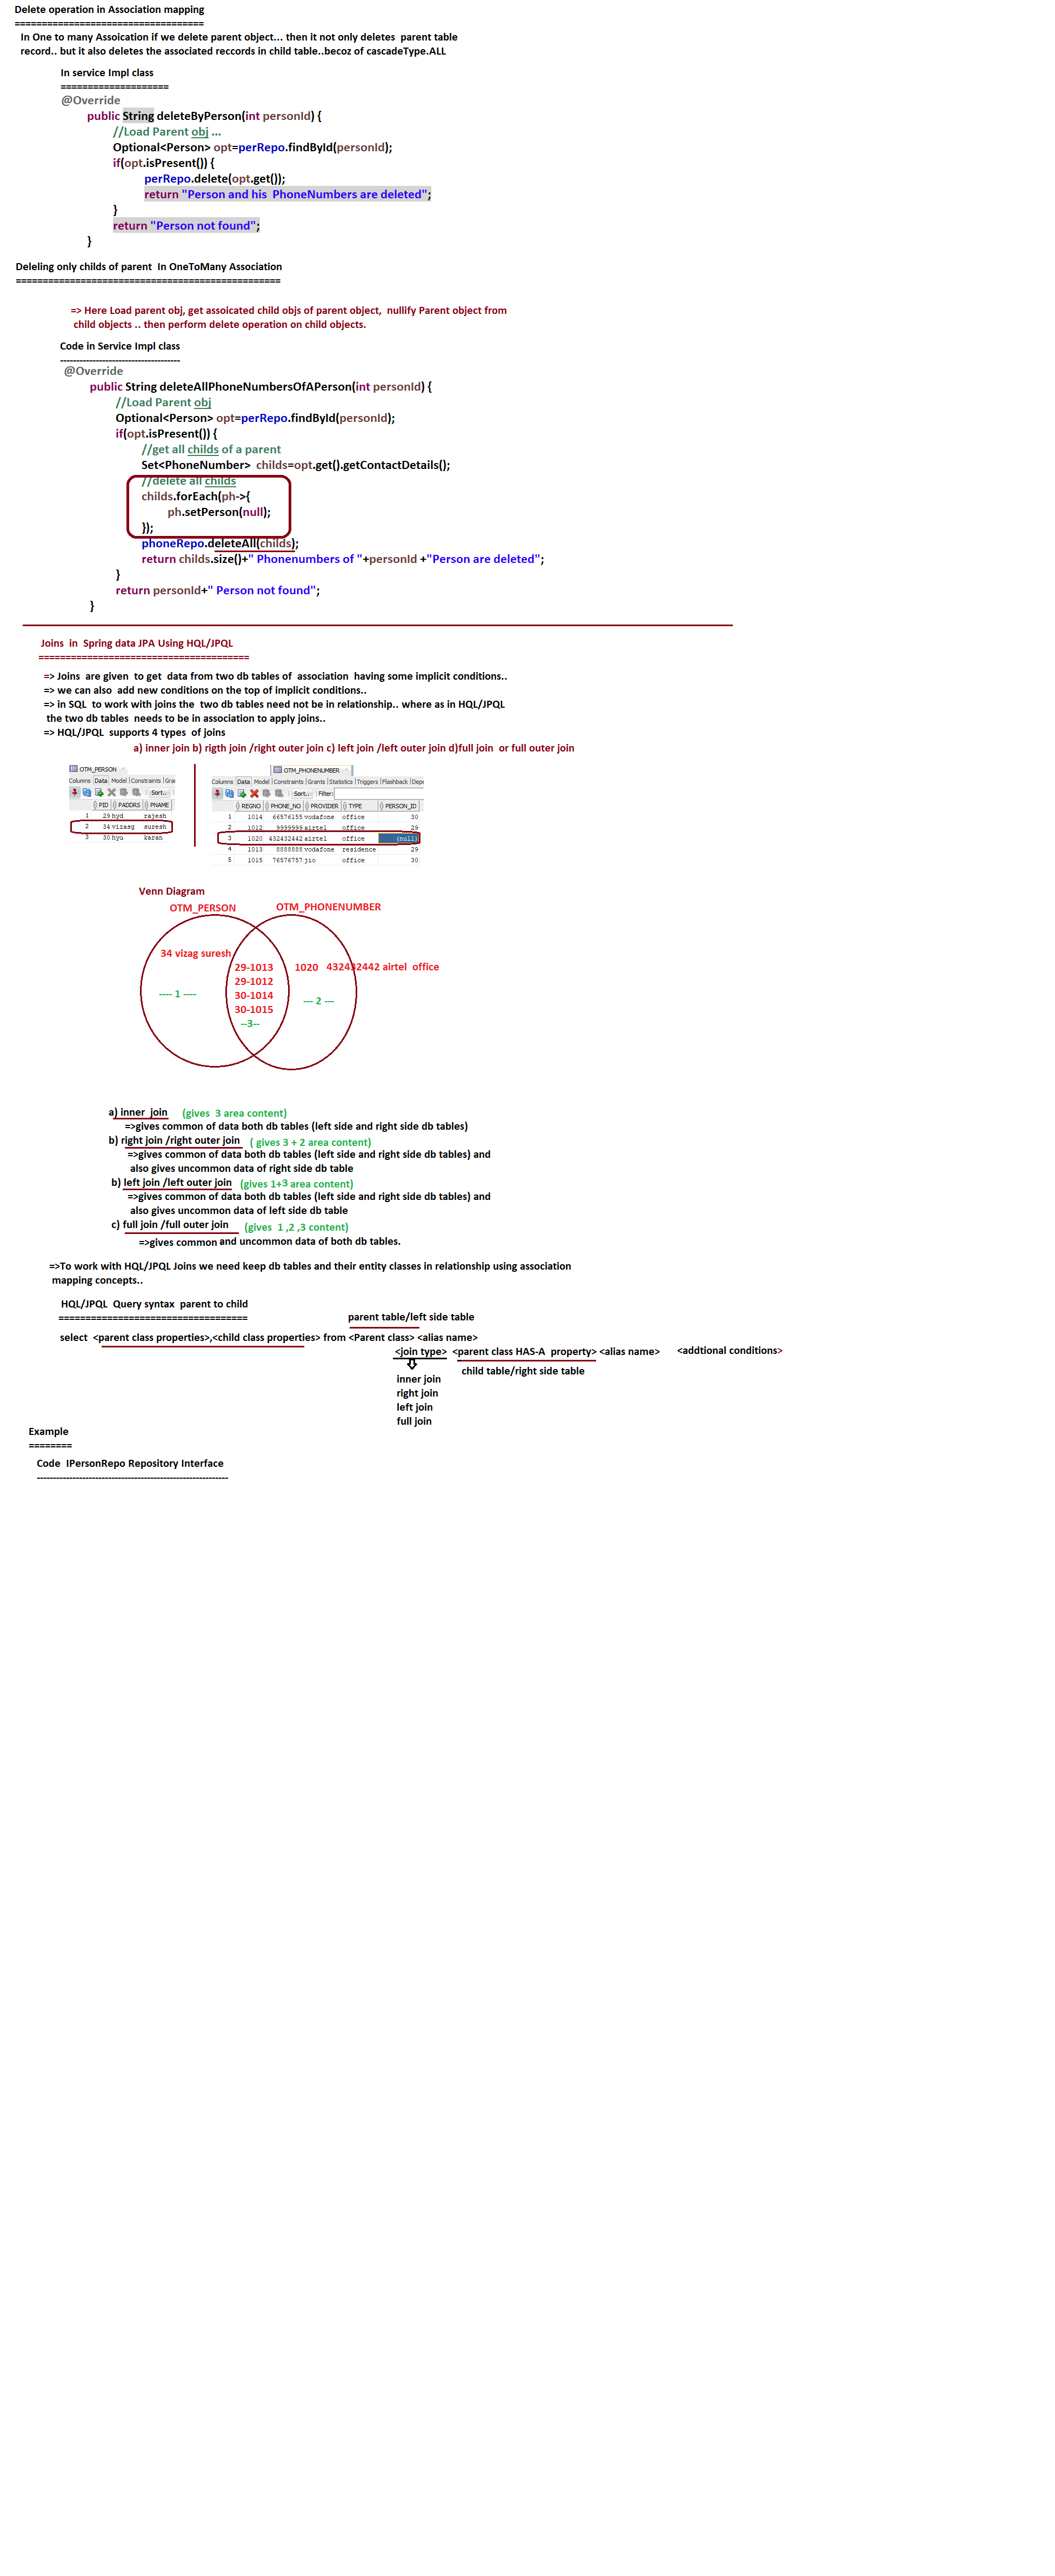 Delete operation in Association mapping
===================================
In One to many Assoication if we delete parent object... then it not only deletes parent table
record.. but it also deletes the associated reccords in child table..becoz of cascadeType.ALL
In service Impl class
====================
@Override
public String deleteByPerson(int personId) {
//Load Parent obj ...
Optional<Person> opt=perRepo.findById(personId);
if(opt.isPresent()) {
perRepo.delete(opt.get());
return "Person and his PhoneNumbers are deleted";
}
return "Person not found";
}
Deleling only childs of parent In OneToMany Association
=================================================
=> Here Load parent obj, get assoicated child objs of parent object, nullify Parent object from
child objects .. then perform delete operation on child objects.
Code in Service Impl class
-------------------------------------
@Override
public String deleteAllPhoneNumbersOfAPerson(int personId) {
//Load Parent obj
Optional<Person> opt=perRepo.findById(personId);
if(opt.isPresent()) {
//get all childs of a parent
Set<PhoneNumber> childs=opt.get().getContactDetails();
//delete all childs
childs.forEach(ph->{
ph.setPerson(null);
});
phoneRepo.deleteAll(childs);
return childs.size()+" Phonenumbers of "+personId +"Person are deleted";
}
return personId+" Person not found";
}
Joins in Spring data JPA Using HQL/JPQL
=======================================
=> Joins are given to get data from two db tables of association having some implicit conditions..
=> we can also add new conditions on the top of implicit conditions..
=> in SQL to work with joins the two db tables need not be in relationship.. where as in HQL/JPQL
the two db tables needs to be in association to apply joins..
=> HQL/JPQL supports 4 types of joins
a) inner join b) rigth join /right outer join c) left join /left outer join d)full join or full outer join
OTM_PERSON
Columns Data Model Constraints Gra
Sort..
PID PADDRS PNAME
1 29 hyd rajesh
2 34 vizasg suresh
3 30 hyd karan
OTM_PHONENUMBER
Columns Data Model Constraints Grants Statistics Triggers Flashback Depe
Sort.. Filter:
REGNO PHONE_NO PROVIDER TYPE PERSON_ID
1 1014 66576155 vodafone office 30
2 1012 9999999 airtel office 29
3 1020 432432442 airtel office (null)
4 1013 8888888 vodafone residence 29
5 1015 76576757 jio office 30
Venn Diagram
OTM_PERSON OTM_PHONENUMBER
34 vizag suresh
29-1013 1020 432432442 airtel office
29-1012
---- 1 ---- 30-1014 --- 2 ---
30-1015
--3--
a) inner join (gives 3 area content)
=>gives common of data both db tables (left side and right side db tables)
b) right join /right outer join ( gives 3 + 2 area content)
=>gives common of data both db tables (left side and right side db tables) and
also gives uncommon data of right side db table
b) left join /left outer join (gives 1+3 area content)
=>gives common of data both db tables (left side and right side db tables) and
also gives uncommon data of left side db table
c) full join /full outer join (gives 1 ,2 ,3 content)
=>gives common and uncommon data of both db tables.
=>To work with HQL/JPQL Joins we need keep db tables and their entity classes in relationship using association
mapping concepts..
HQL/JPQL Query syntax parent to child
===================================
parent table/left side table
select <parent class properties>,<child class properties> from <Parent class> <alias name>
<join type> <parent class HAS-A property> <alias name> <addtional conditions>
child table/right side table
inner join
right join
left join
full join
Example
========
Code IPersonRepo Repository Interface
-----------------------------------------------------------